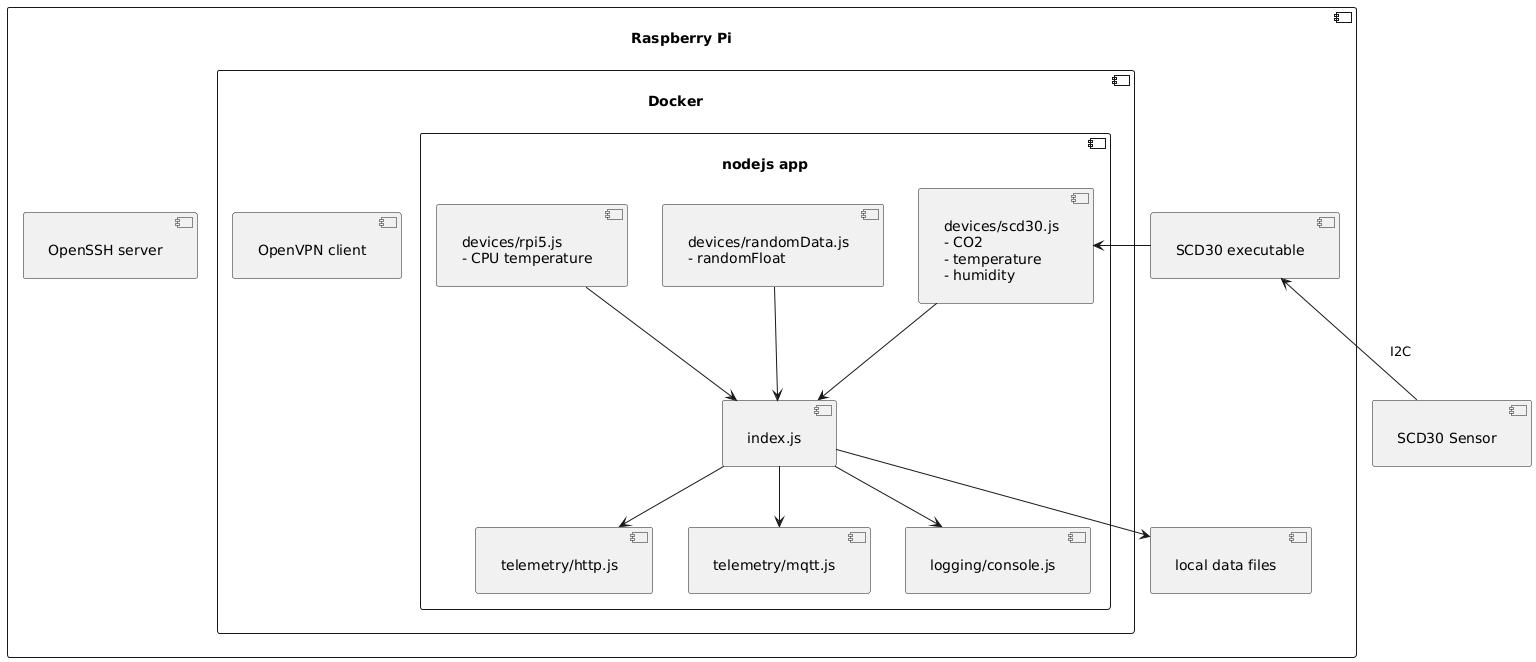 Raspberry Pi
Docker
nodejs app
OpenSSH server
OpenVPN client
devices/rpi5.js
- CPU temperature
devices/randomData.js
- randomFloat
devices/scd30.js
- CO2
- temperature
- humidity
SCD30 executable
I2C
index.js
SCD30 Sensor
telemetry/http.js
telemetry/mqtt.js
logging/console.js
local data files